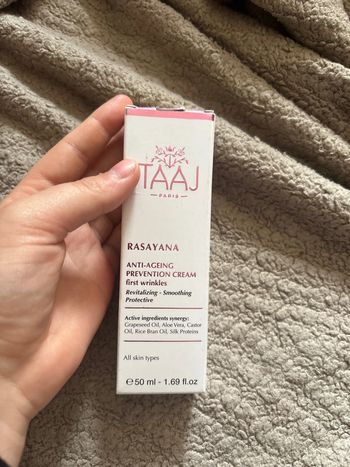 TAAJ
PARIS
RASAYANA
ANTI-AGEING
PREVENTION CREAM
first wrinkles
Revitalizing - Smoothing
Protective
Active ingredients synergy:
Grapeseed Oil, Aloe Vera, Castor
Oil, Rice Bran Oil, Silk Proteins
All skin types
℮50 ml - 1.69 fl.oz